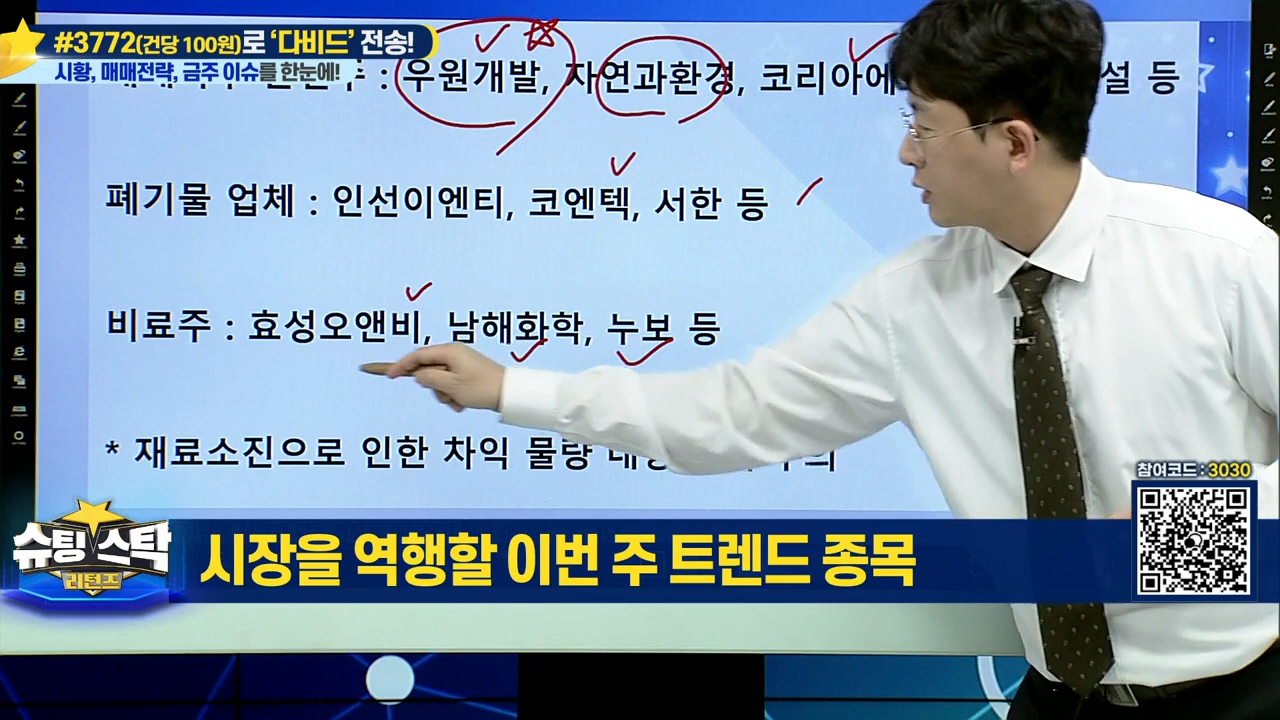 #3772(건당 100원)로 ‘다비드’ 전송!
시황, 매매전략, 금주 이슈를 한눈에!
: 우원개발, 자연과환경, 코리아에 설 등
폐기물 업체 : 인선이엔티, 코엔텍, 서한 등
비료주 : 효성오앤비, 남해화학, 누보 등
* 재료소진으로 인한 차익 물량
참여코드 : 3030
슈팅스탁
리턴즈
시장을 역행할 이번 주 트렌드 종목